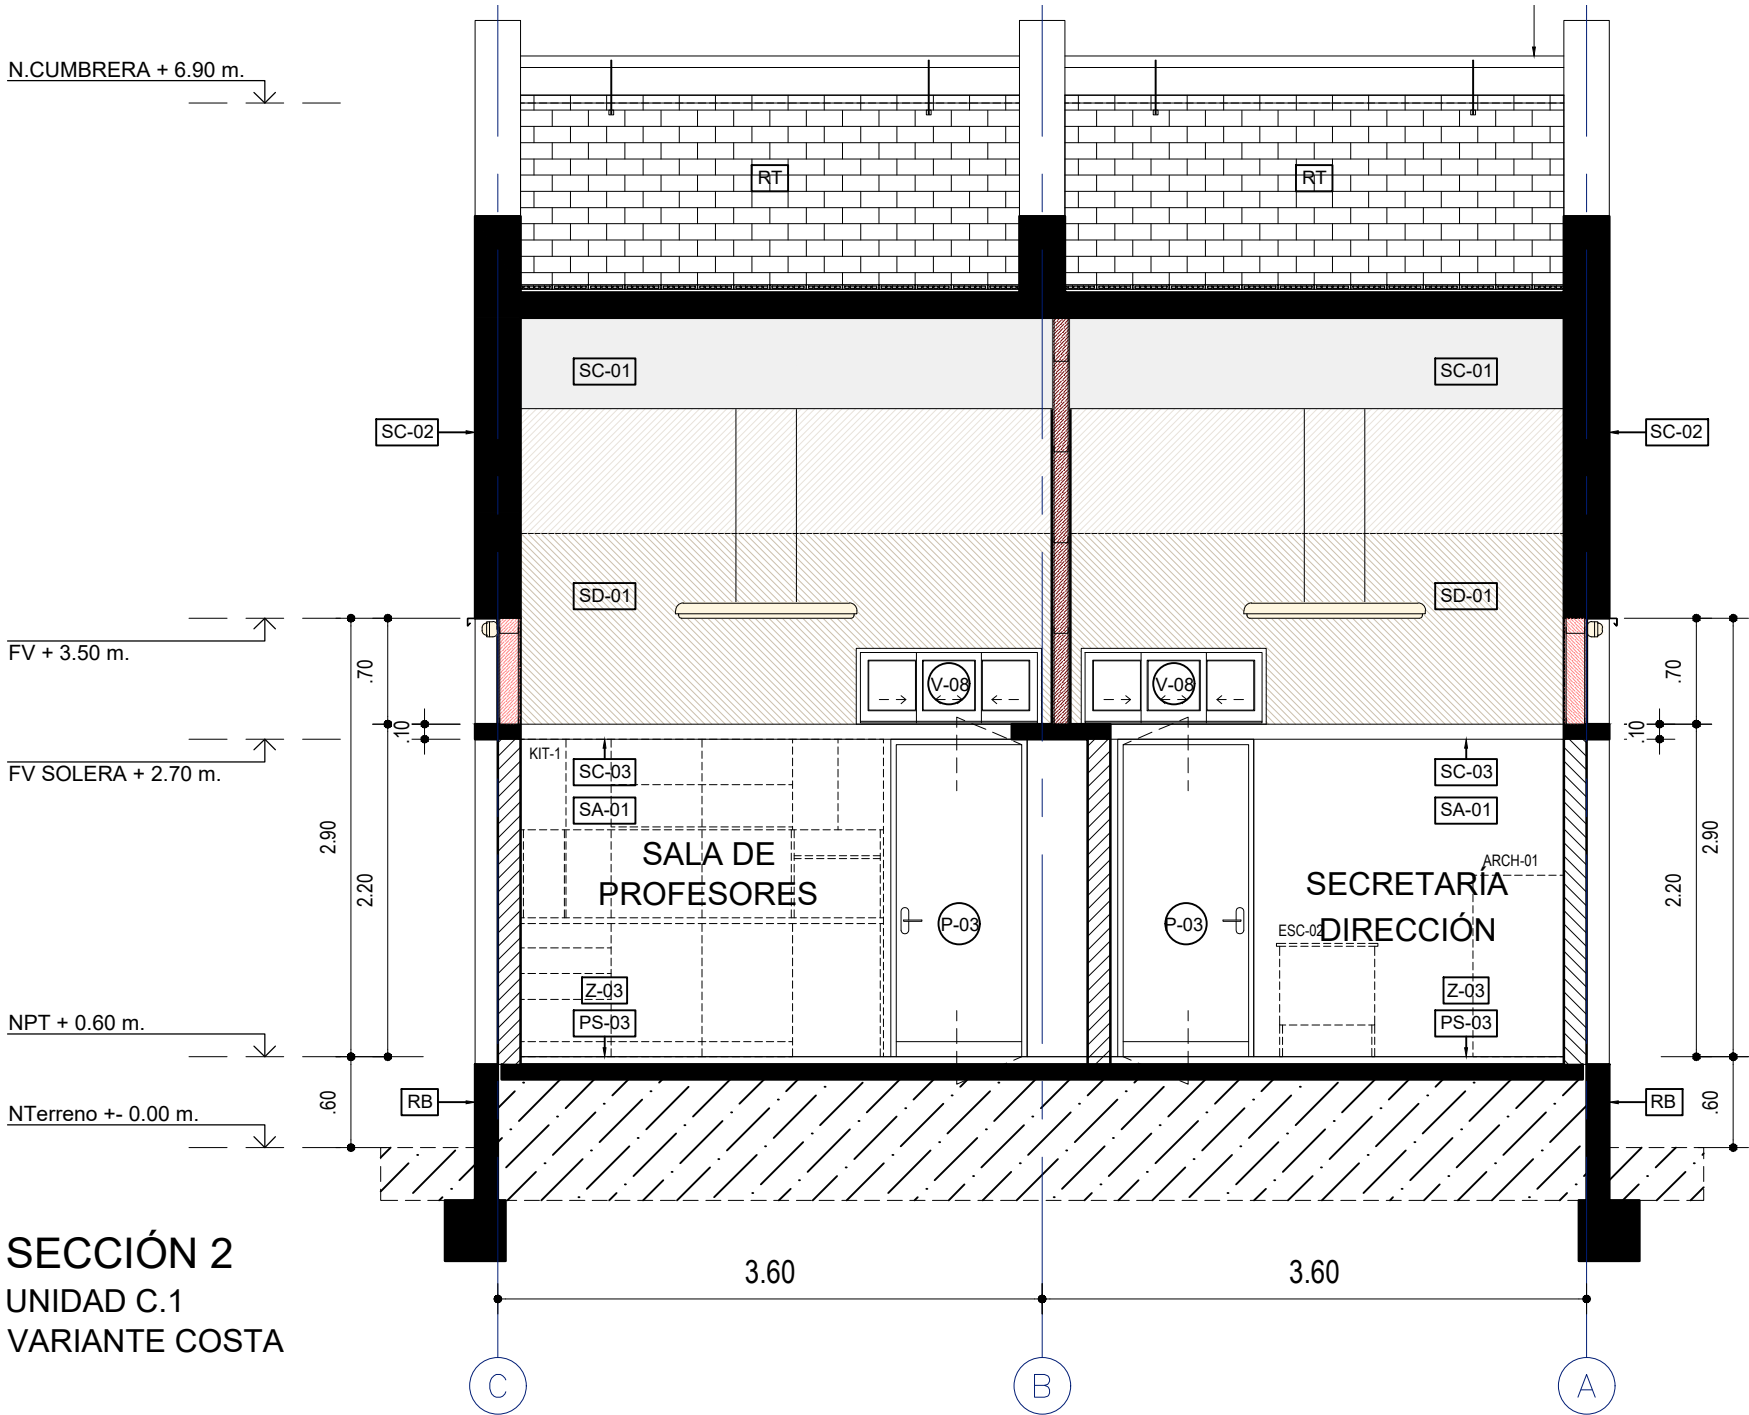 N.CUMBRERA + 6.90 m.
RT
RT
SC-01
SC-01
SC-02
SC-02
SD-01
SD-01
FV + 3.50 m.
.70
.70
V-08
V-08
.10
.10
FV SOLERA + 2.70 m.
KIT-1
SC-03
SC-03
SA-01
SA-01
2.90
2.20
2.20
2.90
SALA DE
PROFESORES
ARCH-01
SECRETARÍA
DIRECCIÓN
P-03
P-03
ESC-02
Z-03
Z-03
NPT + 0.60 m.
PS-03
PS-03
.60
.60
RB
RB
NTerreno +- 0.00 m.
SECCIÓN 2
UNIDAD C.1
VARIANTE COSTA
3.60
3.60
C
B
A